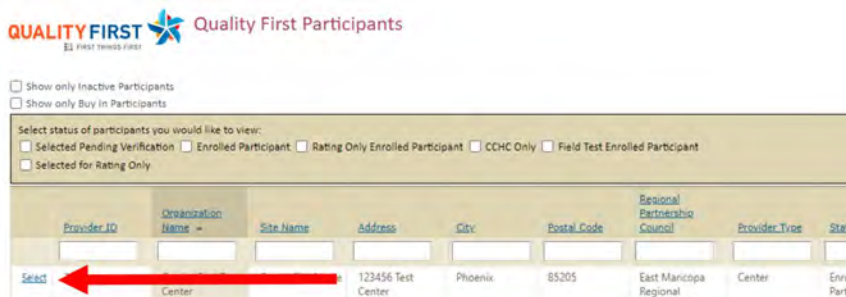 QUALITY FIRST
FIRST THINGS FIRST
Quality First Participants
Show only Inactive Participants
Show only Buy in Participants
Select status of participants you would like to view:
Selected Pending Verification Enrolled Participant Rating Only Enrolled Participant CCHC Only Field Test Enrolled Participant
Selected for Rating Only
Provider ID Organization Name Site Name Address City Postal Code Regional Partnership Council Provider Type
Select 123456 Test Phoenix 85205 East Maricopa Center
Center Center Regional